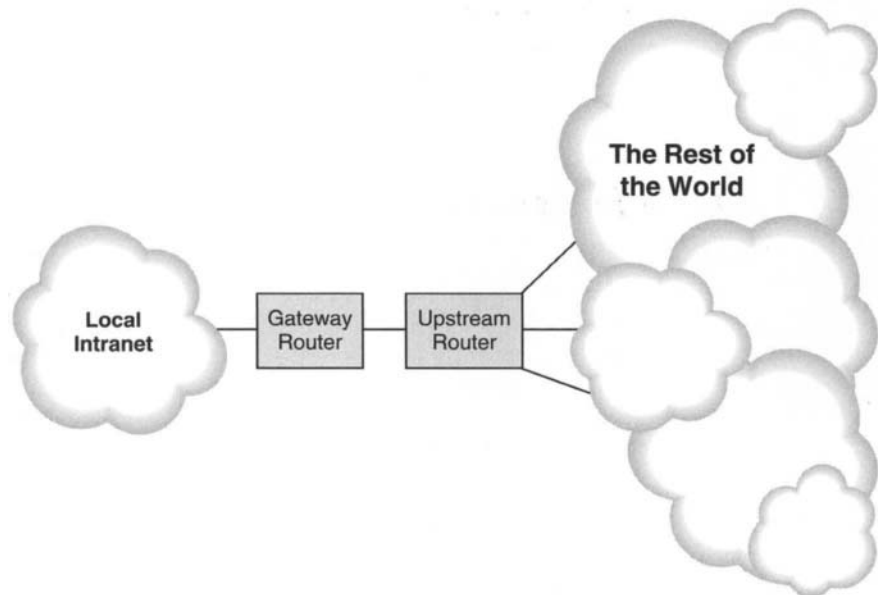 The Rest of
the World
Local
Intranet
Gateway
Router
Upstream
Router